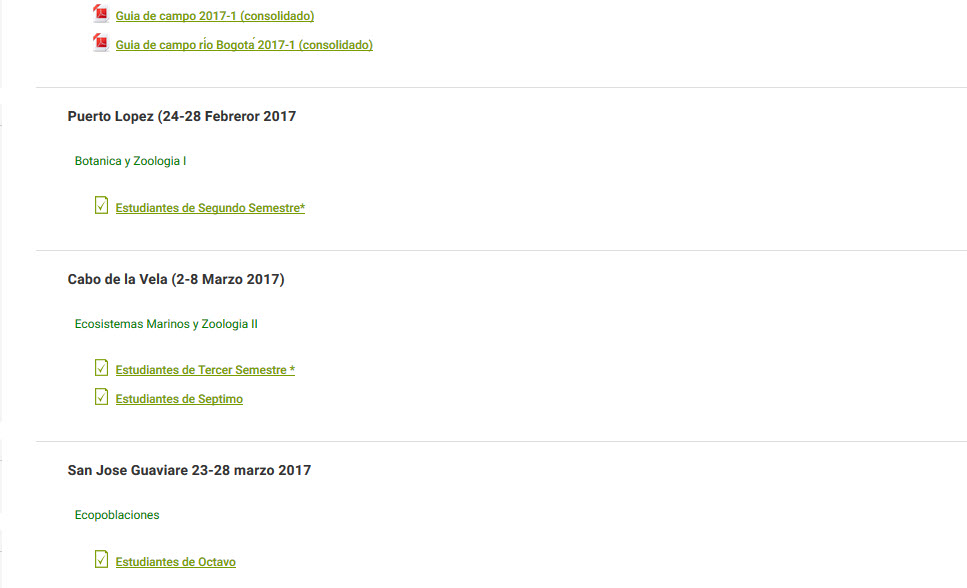 Guia de campo 2017-1 (consolidado)
Guia de campo río Bogotá 2017-1 (consolidado)
Puerto Lopez (24-28 Febreror 2017
Botanica y Zoologia I
Estudiantes de Segundo Semestre*
Cabo de la Vela (2-8 Marzo 2017)
Ecosistemas Marinos y Zoologia II
Estudiantes de Tercer Semestre *
Estudiantes de Septimo
San Jose Guaviare 23-28 marzo 2017
Ecopoblaciones
Estudiantes de Octavo